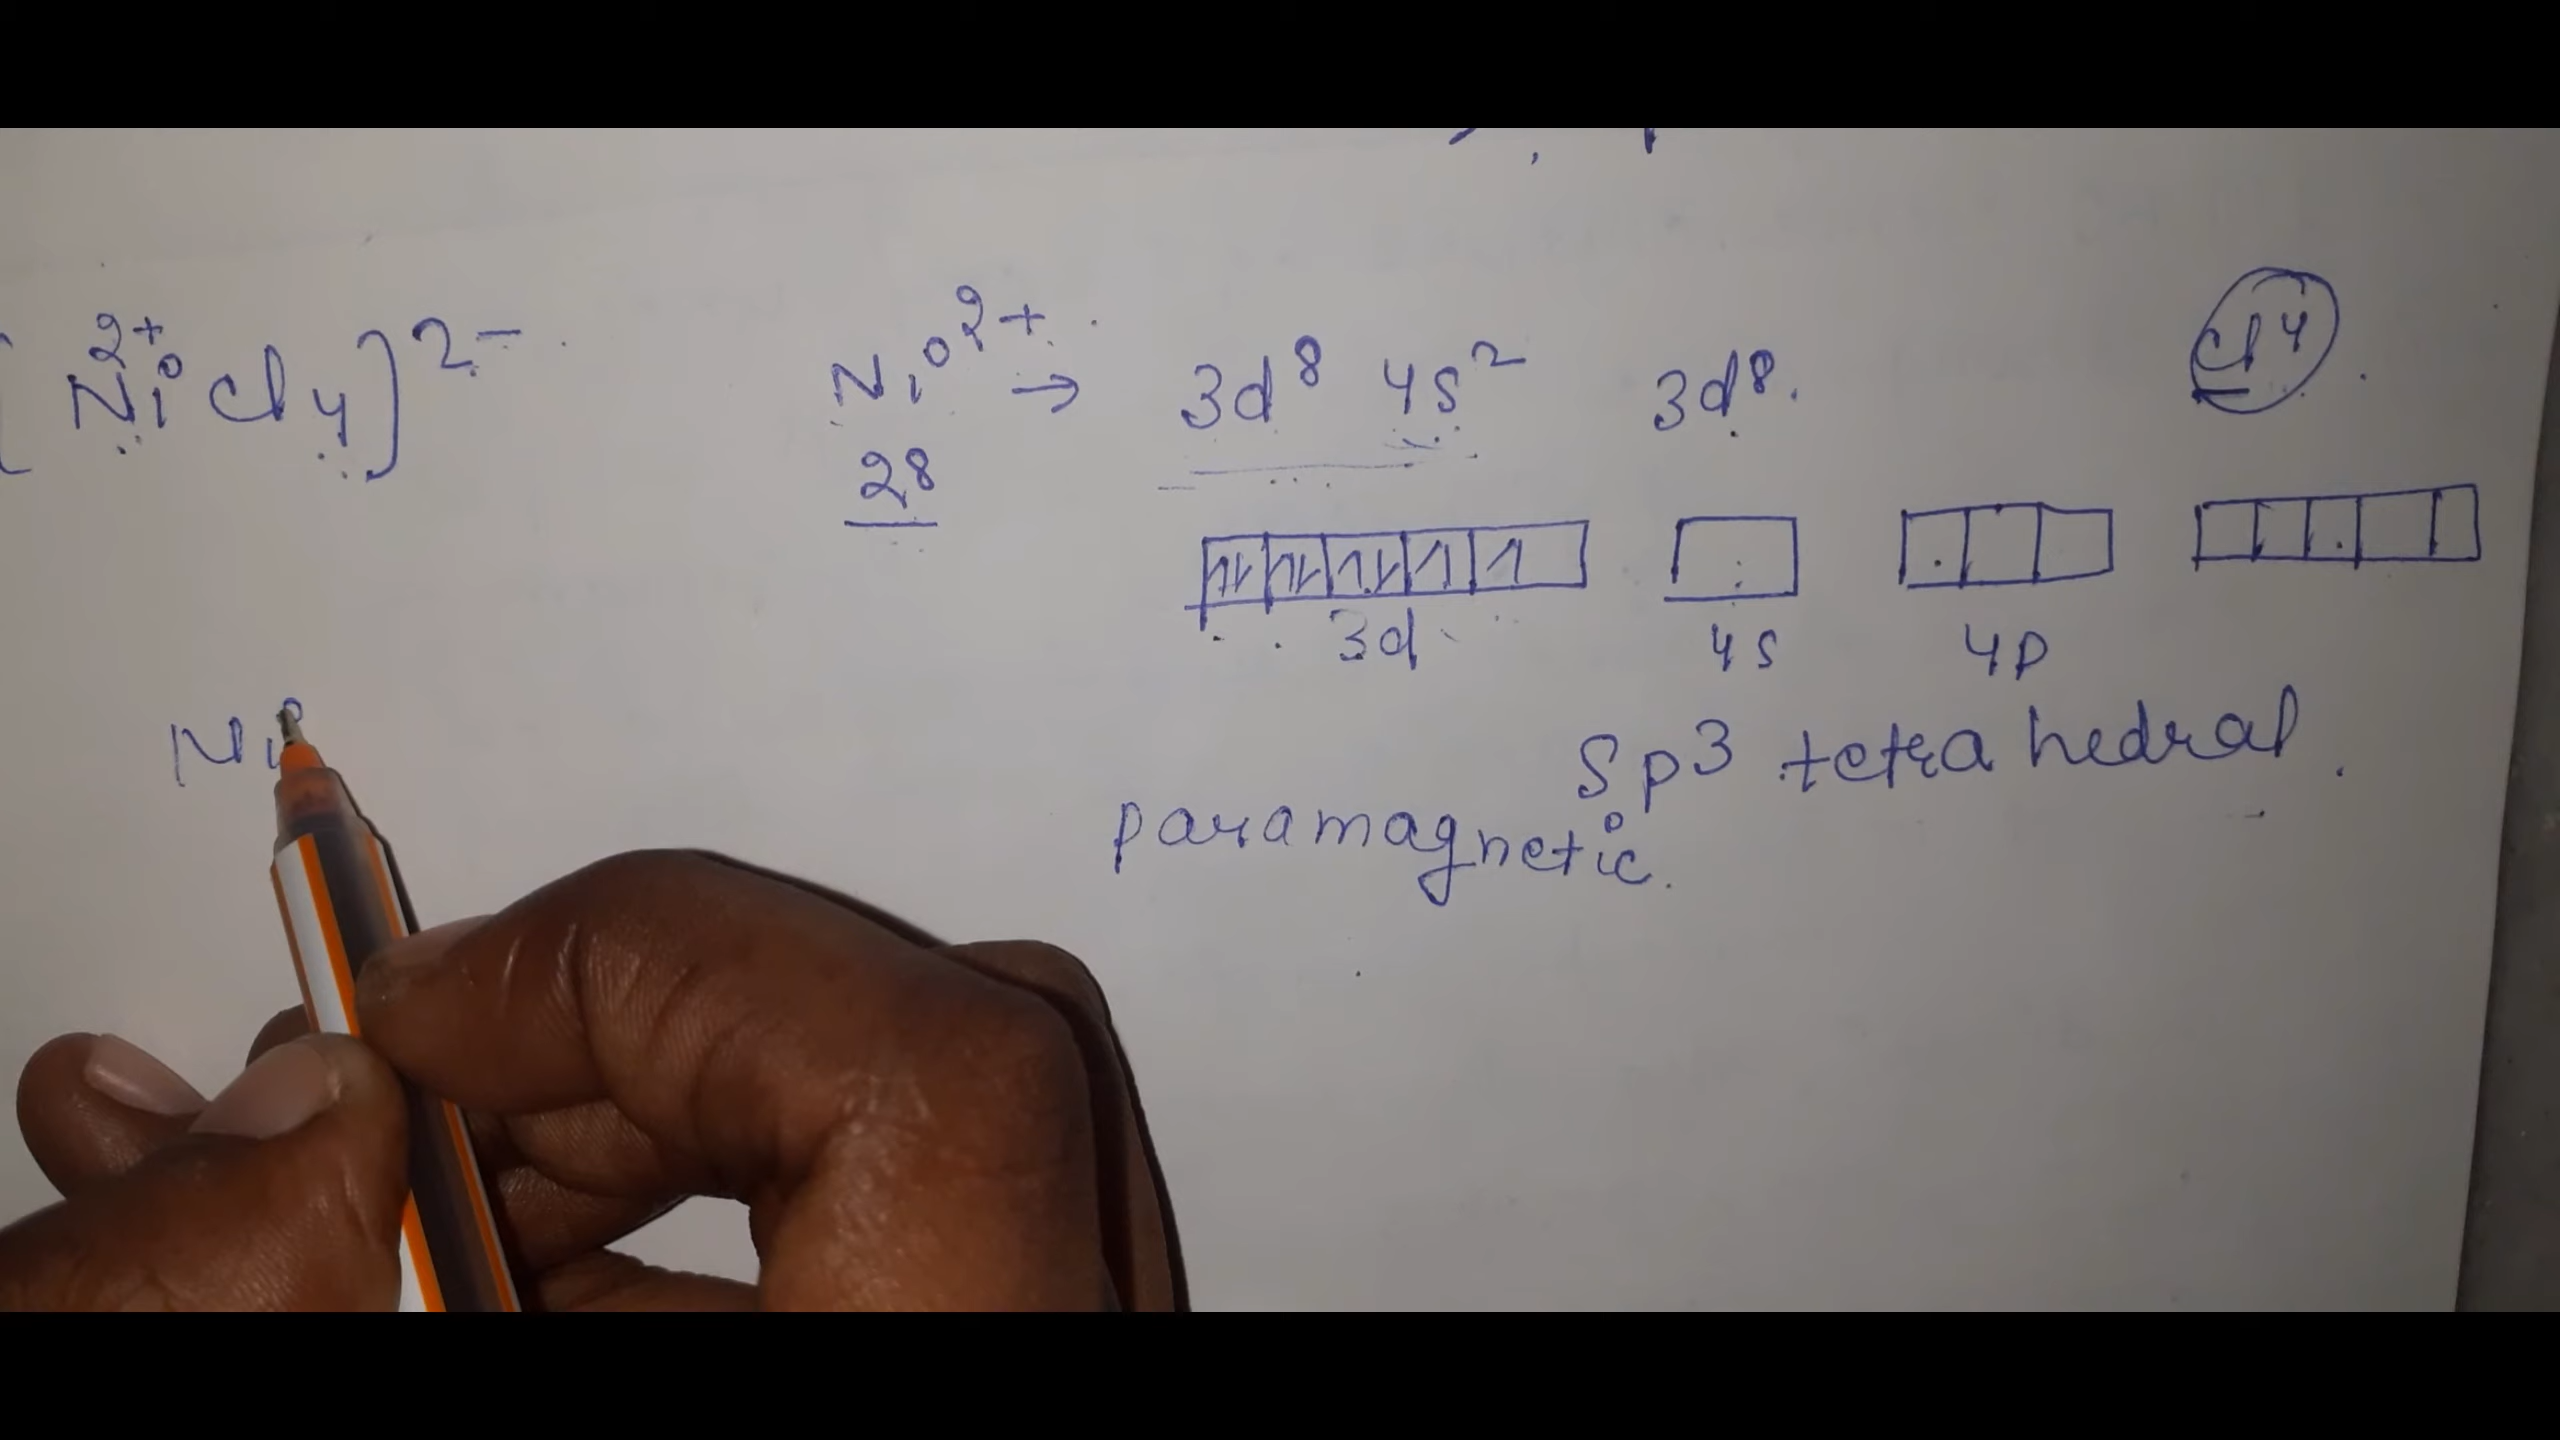 [Ni²⁺Cl₄]²⁻ Ni²⁺ → 3d⁸ 4s² 3d⁸. Cl⁴
28
3d 4s 4p
Sp³ tetrahedral
paramagnetic.
Ni